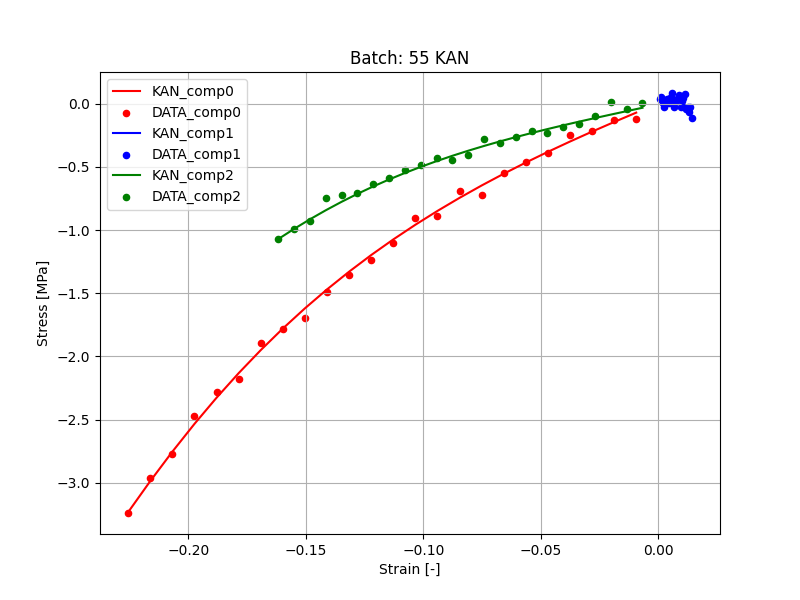 Batch: 55 KAN
KAN_comp0
DATA_comp0
KAN_comp1
DATA_comp1
KAN_comp2
DATA_comp2
0.0
−0.5
−1.0
−1.5
−2.0
−2.5
−3.0
Stress [MPa]
−0.20
−0.15
−0.10
−0.05
0.00
Strain [-]